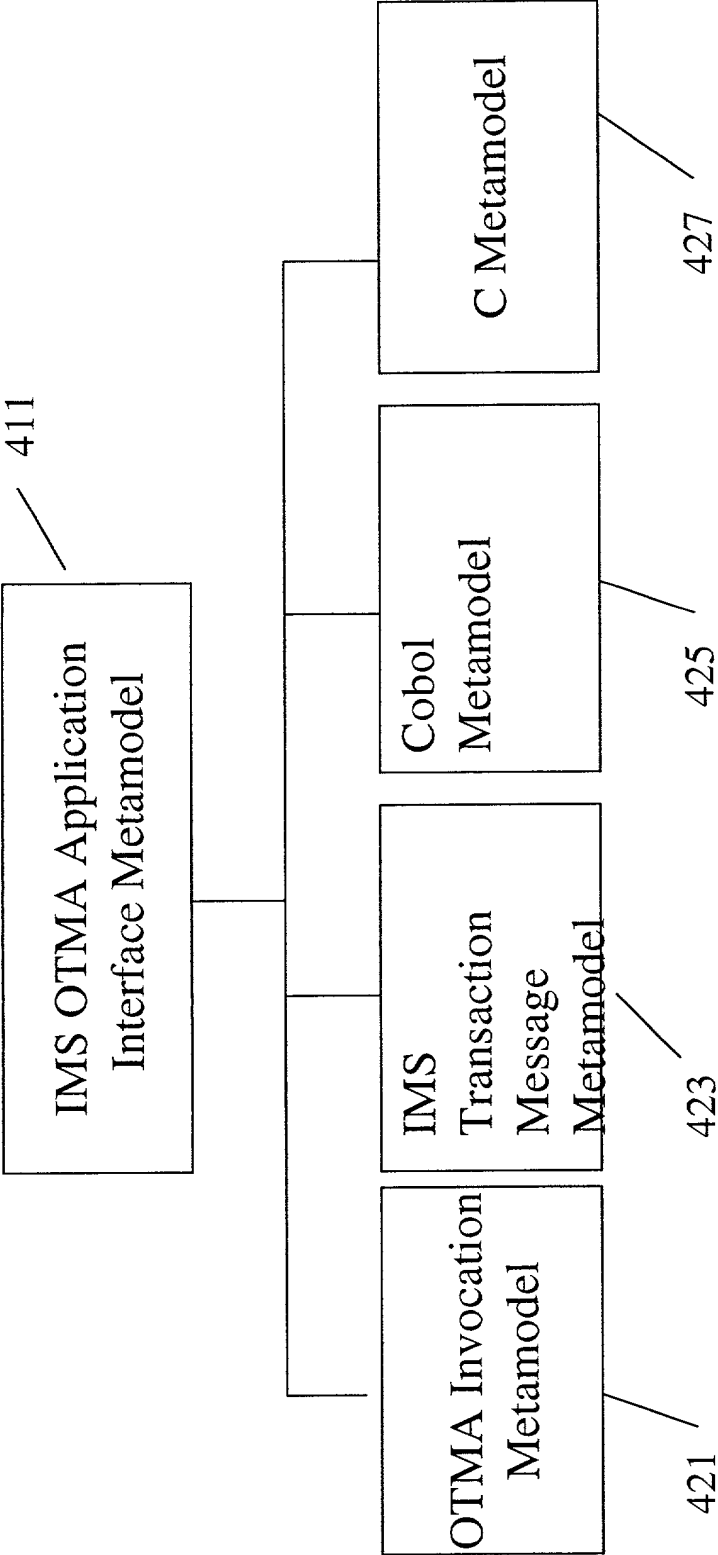 IMS OTMA Application
Interface Metamodel
411
OTMA Invocation
Metamodel
421
IMS
Transaction
Message
Metamodel
423
Cobol
Metamodel
425
C Metamodel
427